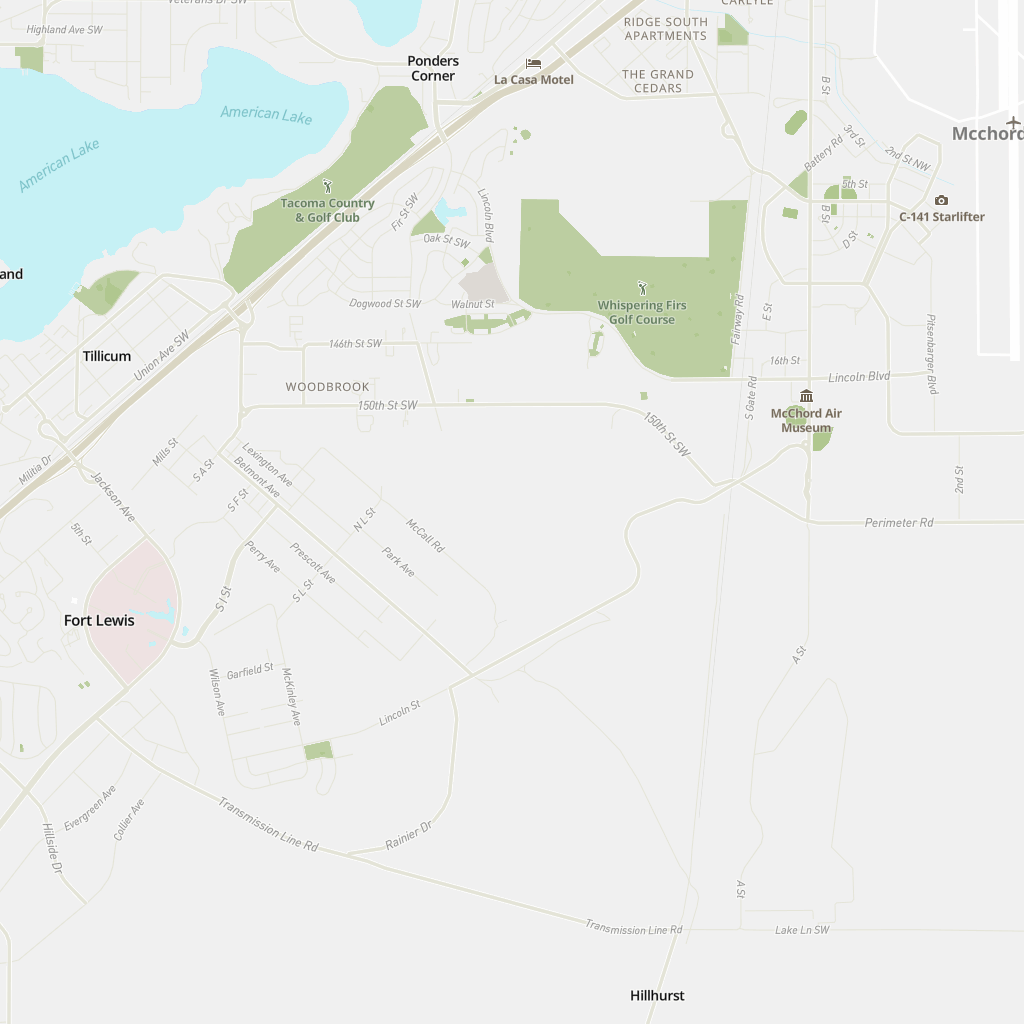 CARLYLE
Veterans Dr SW
Highland Ave SW
RIDGE SOUTH
APARTMENTS
Ponders
Corner
La Casa Motel
THE GRAND
CEDARS
B St
American Lake
American Lake
3rd St
Mcchord
Battery Rd
2nd St NW
Tacoma Country
& Golf Club
Fir St SW
Lincoln Blvd
5th St
B St
C-141 Starlifter
Oak St SW
D St
and
Dogwood St SW
Walnut St
Whispering Firs
Golf Course
Fairway Rd
E St
Pitsenbarger Blvd
Tillicum
Union Ave SW
146th St SW
16th St
Lincoln Blvd
WOODBROOK
S Gate Rd
McChord Air
Museum
150th St SW
150th St SW
Militia Dr
Mills St
S A St
Lexington Ave
Belmont Ave
Jackson Ave
S F St
2nd St
5th St
N L St
McCall Rd
Perimeter Rd
Perry Ave
Prescott Ave
Park Ave
S I St
S L St
Fort Lewis
A St
Garfield St
Wilson Ave
McKinley Ave
Lincoln St
Evergreen Ave
Collier Ave
Transmission Line Rd
Rainier Dr
Hillside Dr
A St
Transmission Line Rd
Lake Ln SW
Hillhurst